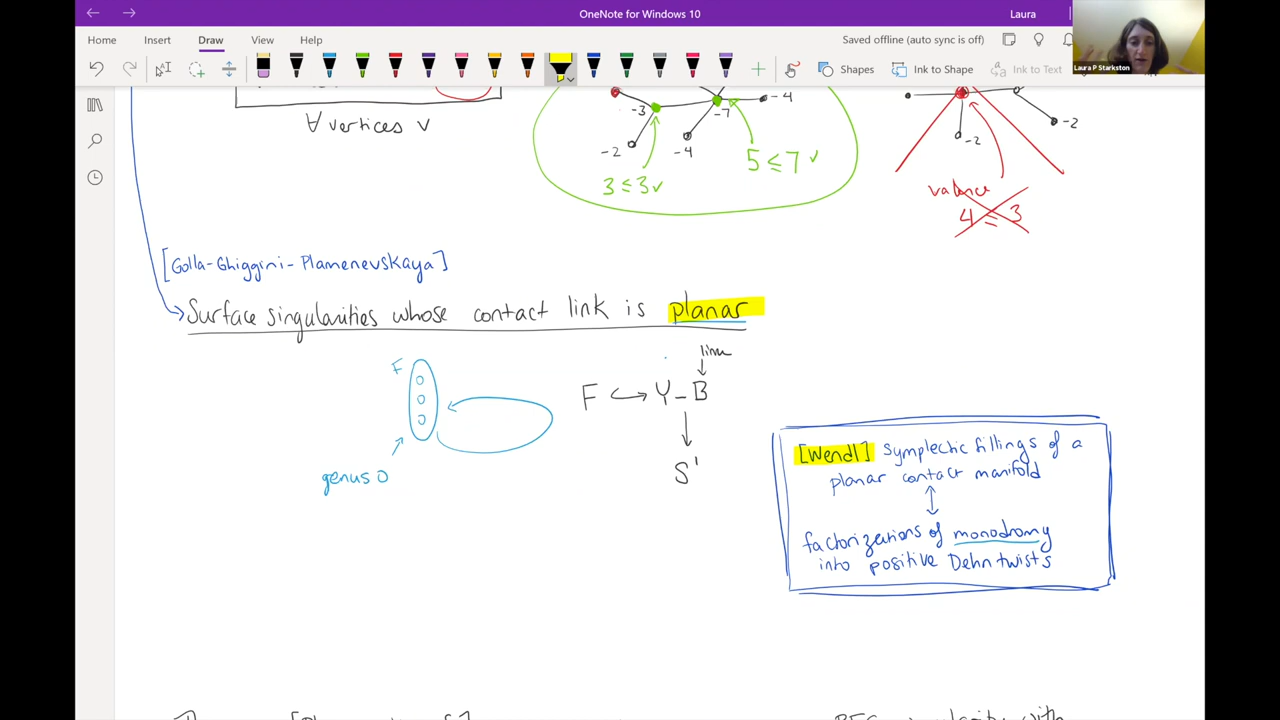 OneNote for Windows 10
Laura
Home
Insert
Draw
View
Help
Saved offline (auto sync is off)
Laura P Starkston
Shapes
Ink to Shape
Ink to Text
∀ vertices v
-3
-7
-4
-2
-4
3 ≤ 3 ✓
5 ≤ 7 ✓
-2
-2
valence
4 ≤ 3
[Golla-Ghiggini-Plamenevskaya]
Surface singularities whose contact link is planar
F
genus 0
link
F ↪ Y - B
↓
S¹
[Wendl] Symplectic fillings of a
planar contact manifold
↕
factorizations of monodromy
into positive Dehn twists